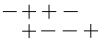 − + + −
+ − − +